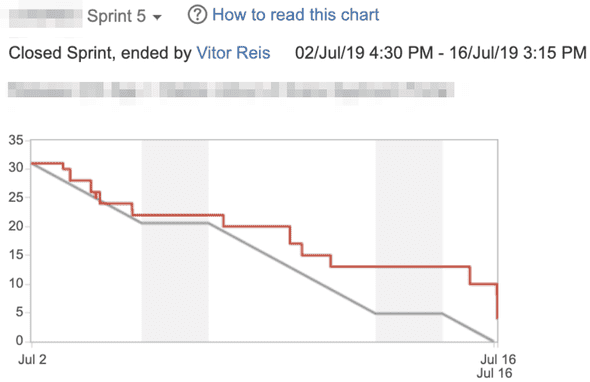 Sprint 5 How to read this chart
Closed Sprint, ended by Vitor Reis 02/Jul/19 4:30 PM - 16/Jul/19 3:15 PM
35
30
25
20
15
10
5
0
Jul 2 Jul 16
Jul 16